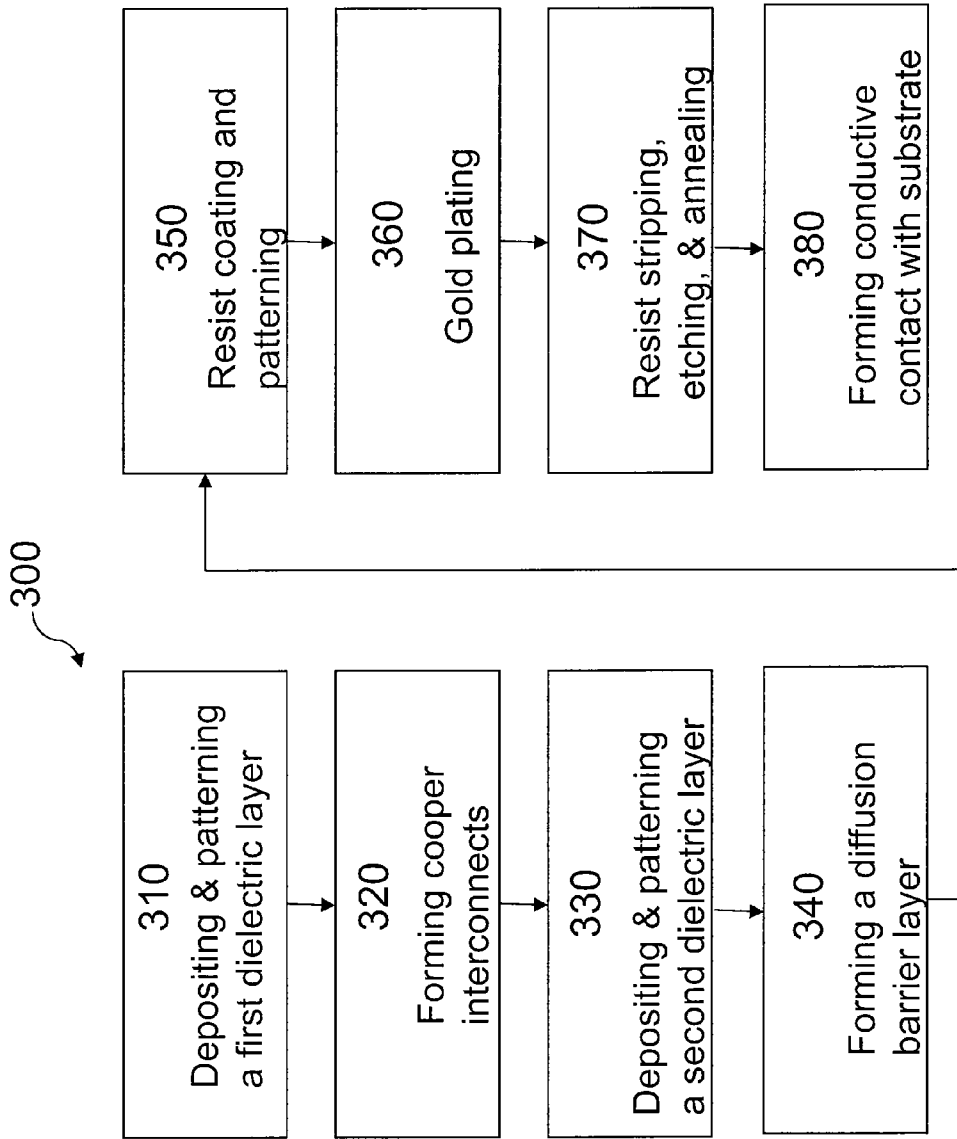 300
310
Depositing & patterning
a first dielectric layer
320
Forming cooper
interconnects
330
Depositing & patterning
a second dielectric layer
340
Forming a diffusion
barrier layer
350
Resist coating and
patterning
360
Gold plating
370
Resist stripping,
etching, & annealing
380
Forming conductive
contact with substrate